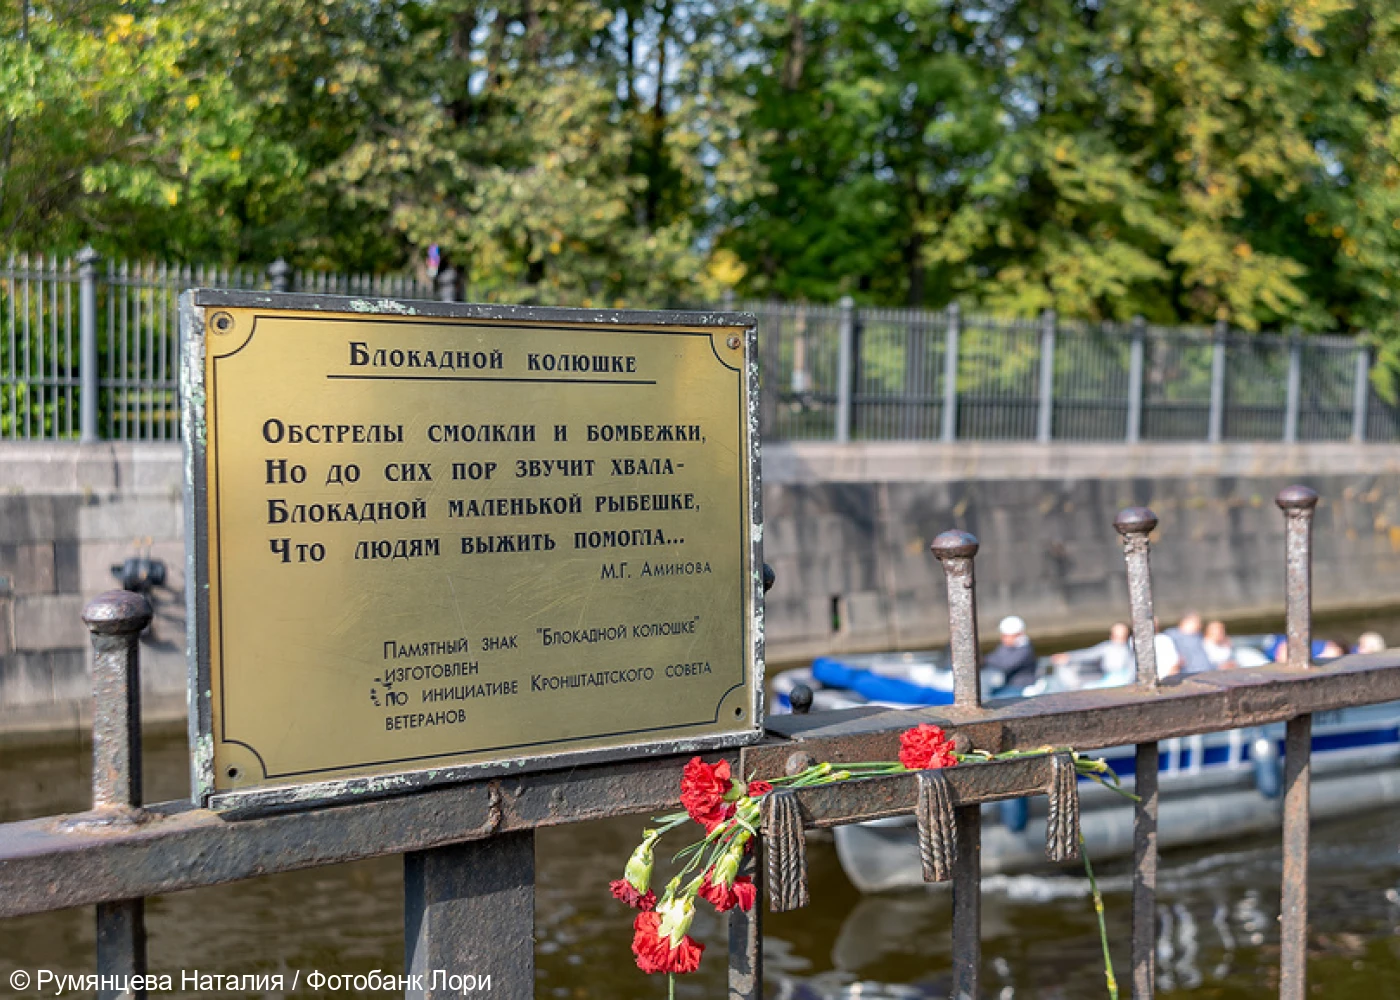 Блокадной колюшке
Обстрелы смолкли и бомбежки,
Но до сих пор звучит хвала-
Блокадной маленькой рыбешке,
Что людям выжить помогла...
М.Г. Аминова
Памятный знак "Блокадной колюшке"
изготовлен
по инициативе Кронштадтского совета
ветеранов
© Румянцева Наталия / Фотобанк Лори